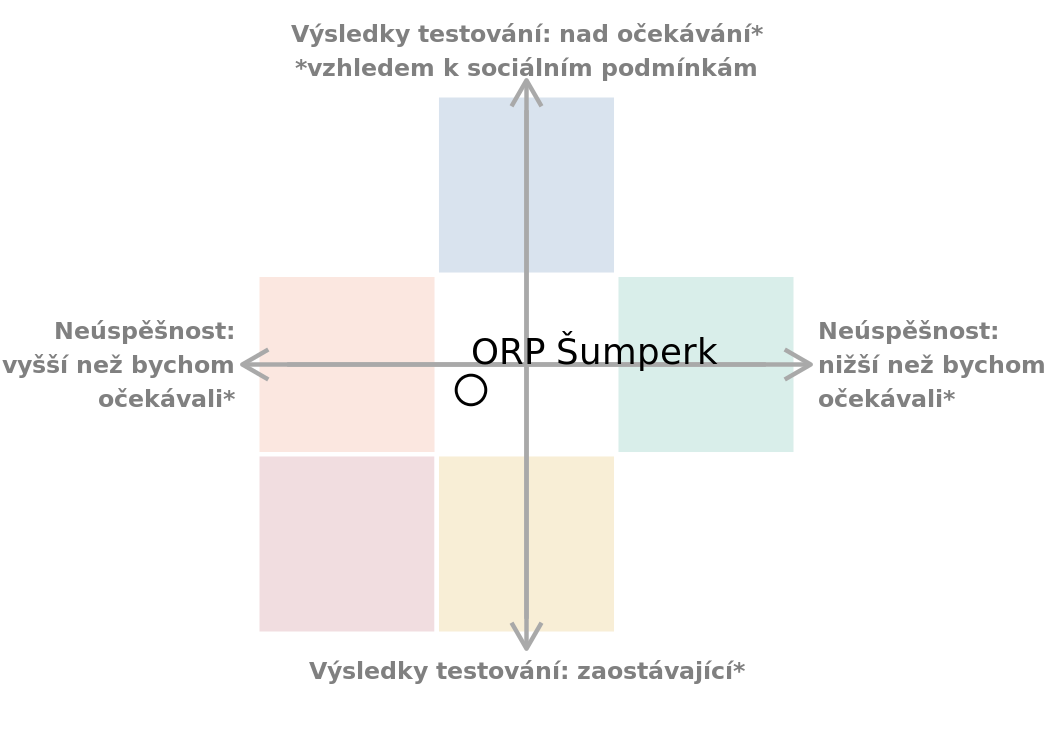 Výsledky testování: nad očekávání*
*vzhledem k sociálním podmínkám
ORP Šumperk
Neúspěšnost:
vyšší než bychom
očekávali*
Neúspěšnost:
nižší než bychom
očekávali*
Výsledky testování: zaostávající*